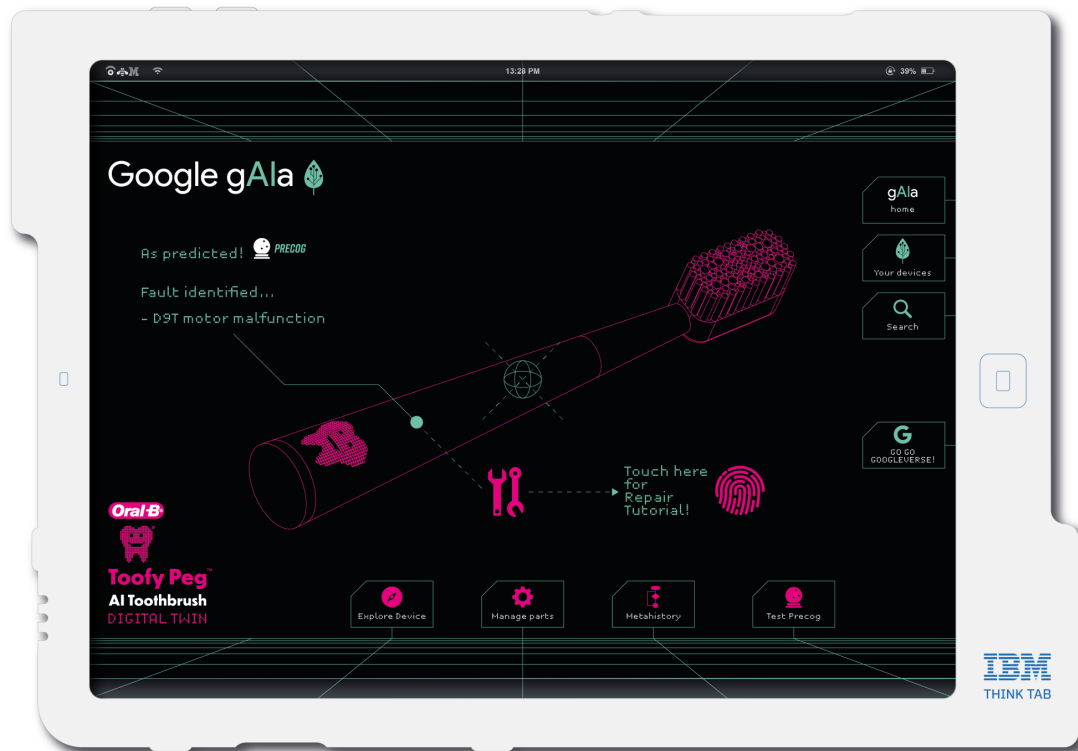 13:28 PM
39%
Google gAIa
As predicted!
PRECOG
Fault identified...
- D9T motor malfunction
gAIa
home
Your devices
Search
G
GO GO
GOOGLEVERSE!
Touch here
for
Repair
Tutorial!
Oral-B
Toofy Peg™
AI Toothbrush
DIGITAL TWIN
Explore Device
Manage parts
Metahistory
Test Precog
IBM
THINK TAB